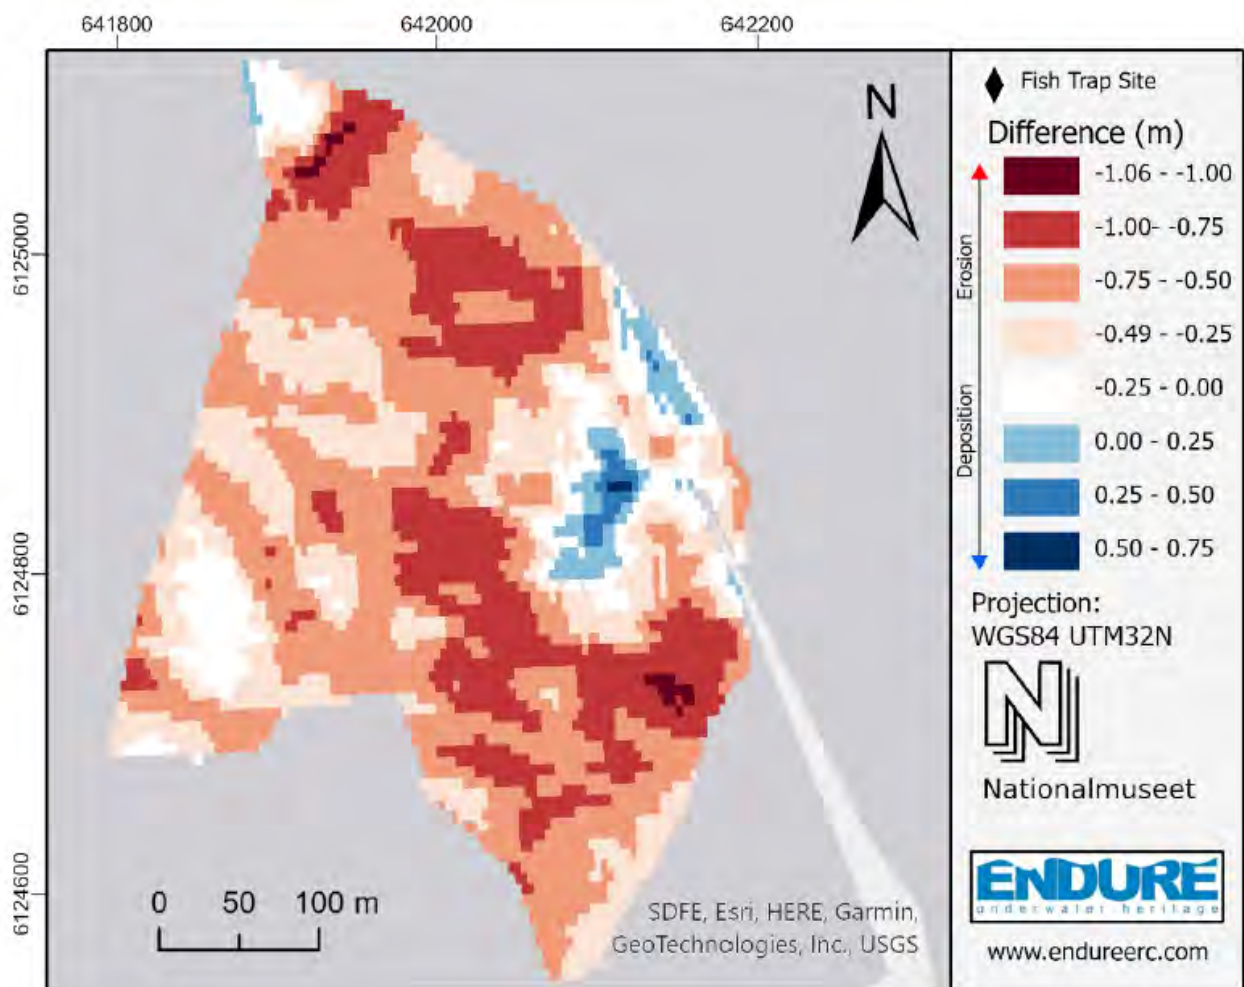 641800
642000
642200
6125000
6124800
6124600
N
0 50 100 m
SDFE, Esri, HERE, Garmin,
GeoTechnologies, Inc., USGS
Fish Trap Site
Difference (m)
Erosion
Deposition
-1.06 - -1.00
-1.00- -0.75
-0.75 - -0.50
-0.49 - -0.25
-0.25 - 0.00
0.00 - 0.25
0.25 - 0.50
0.50 - 0.75
Projection:
WGS84 UTM32N
N
Nationalmuseet
ENDURE
underwater-heritage
www.endureerc.com